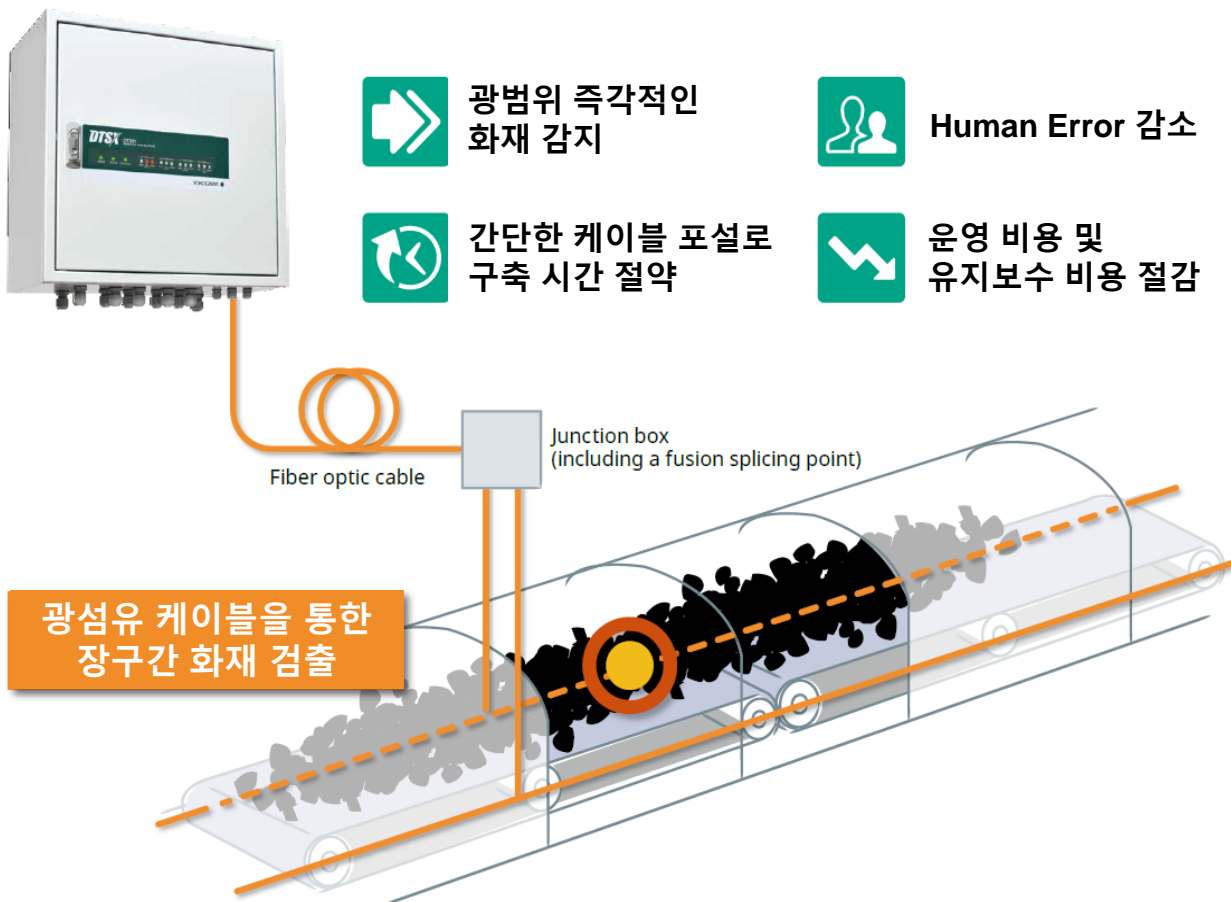 광범위 즉각적인
화재 감지
Human Error 감소
간단한 케이블 포설로
구축 시간 절약
운영 비용 및
유지보수 비용 절감
DTSX
YOKOGAWA
Fiber optic cable
Junction box
(including a fusion splicing point)
광섬유 케이블을 통한
장구간 화재 검출